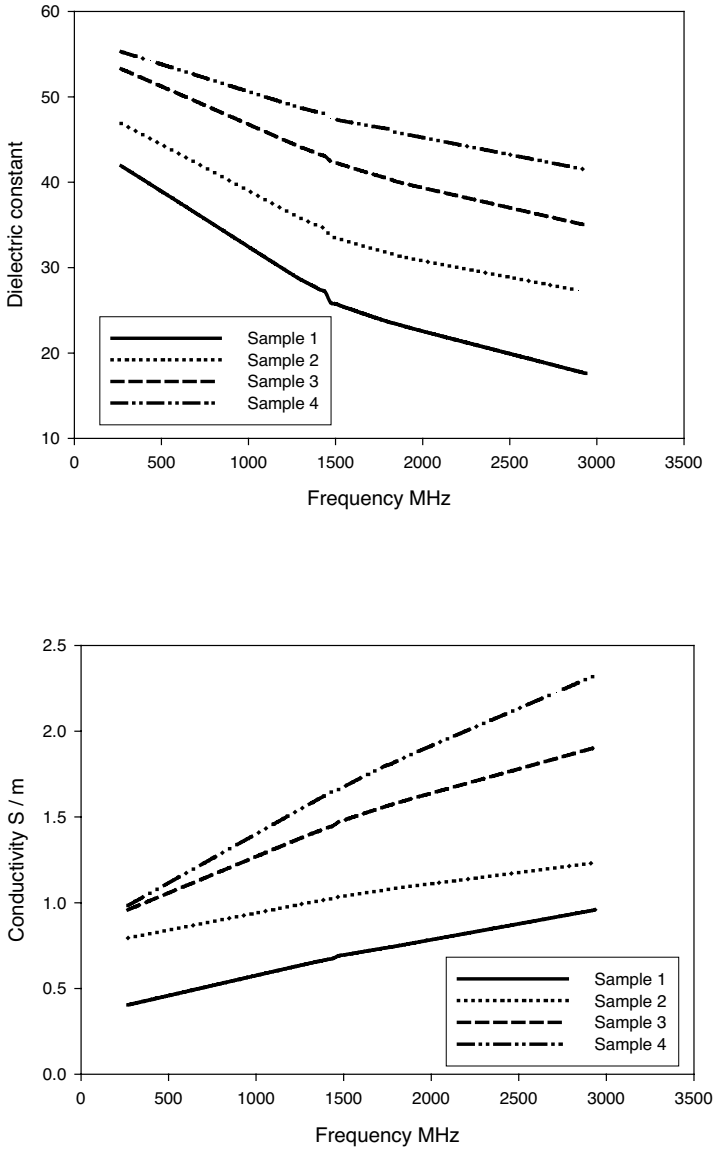 60
50
40
30
20
10
Dielectric constant
Sample 1
Sample 2
Sample 3
Sample 4
0 500 1000 1500 2000 2500 3000 3500
Frequency MHz
2.5
2.0
1.5
1.0
0.5
0.0
Conductivity S / m
Sample 1
Sample 2
Sample 3
Sample 4
0 500 1000 1500 2000 2500 3000 3500
Frequency MHz